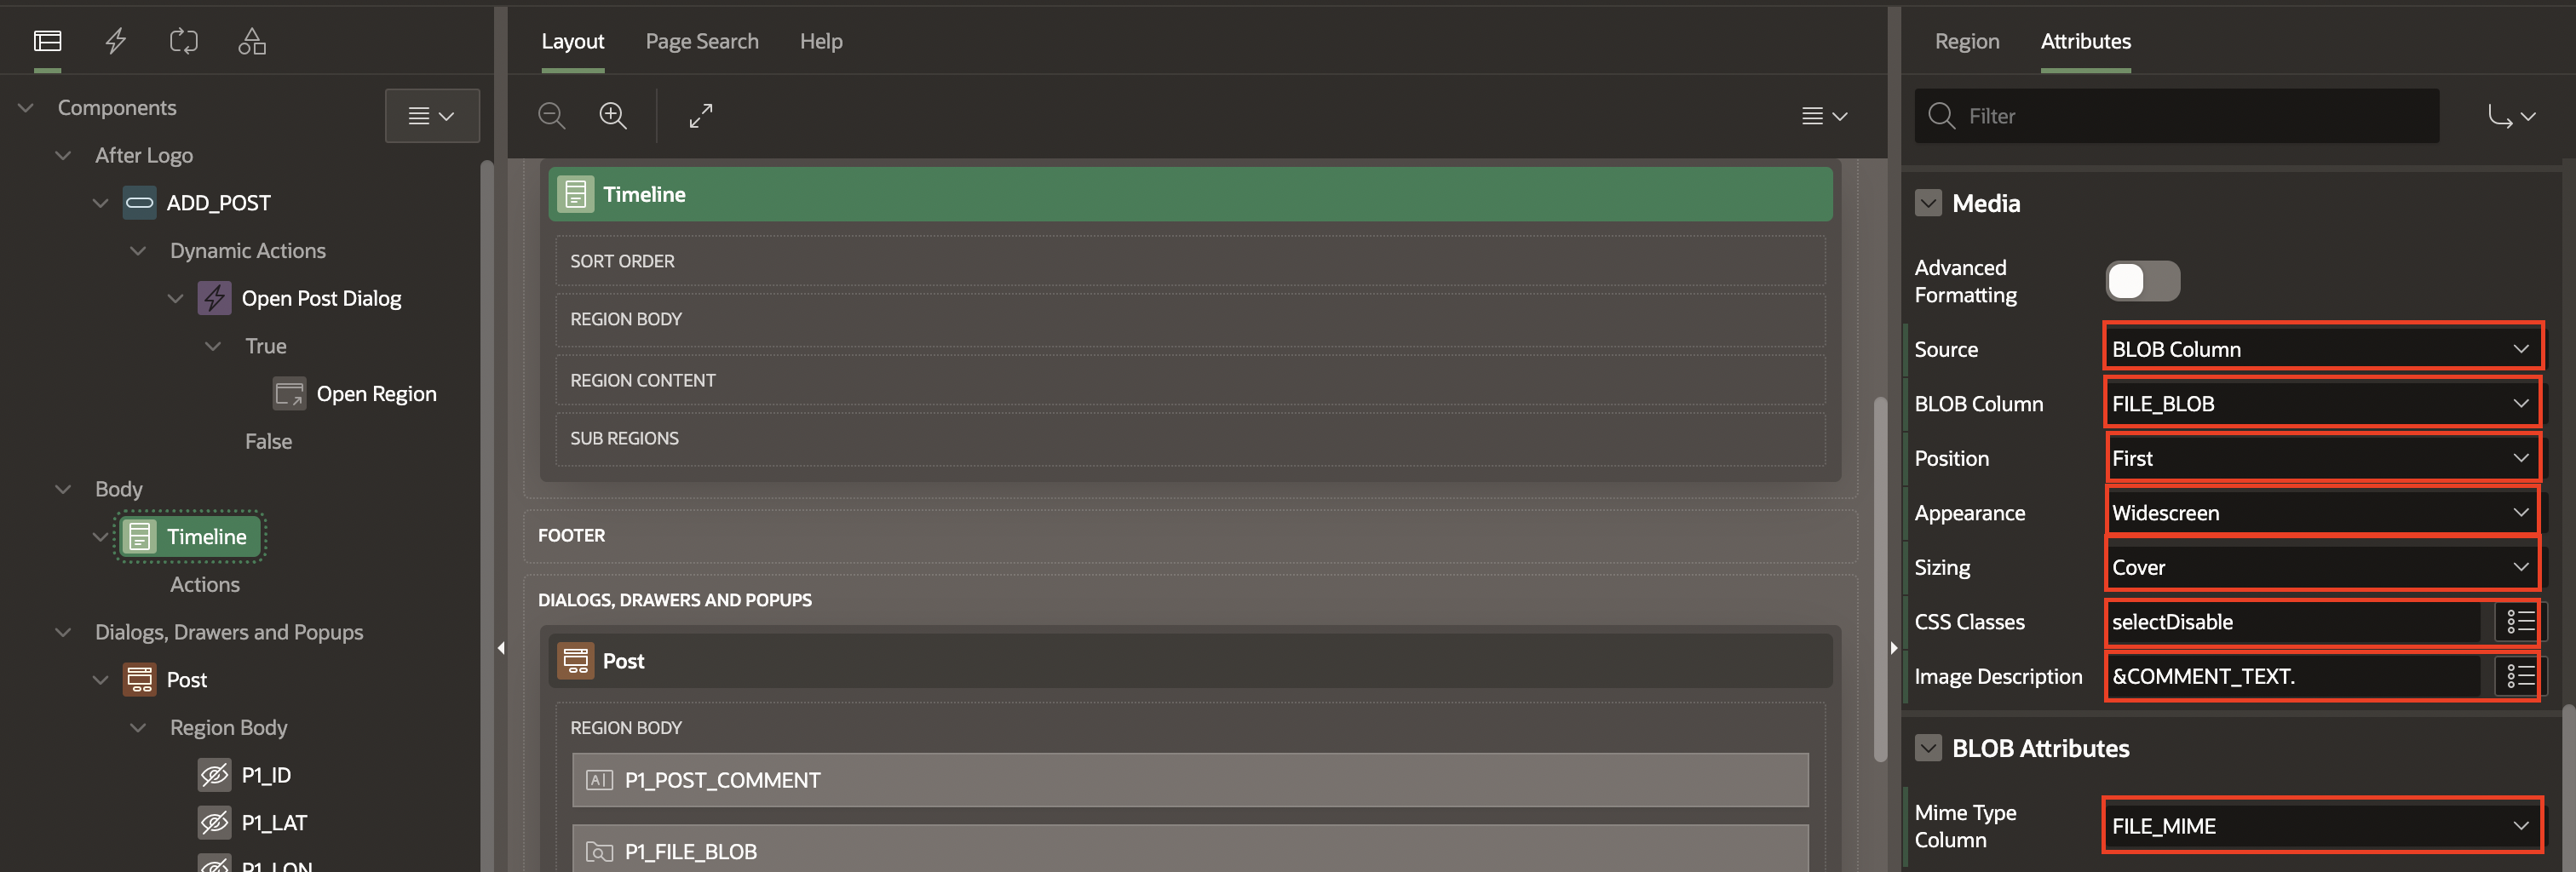 Components
After Logo
ADD_POST
Dynamic Actions
Open Post Dialog
True
Open Region
False
Body
Timeline
Actions
Dialogs, Drawers and Popups
Post
Region Body
P1_ID
P1_LAT
P1_LON
Layout
Page Search
Help
Timeline
SORT ORDER
REGION BODY
REGION CONTENT
SUB REGIONS
FOOTER
DIALOGS, DRAWERS AND POPUPS
Post
REGION BODY
P1_POST_COMMENT
P1_FILE_BLOB
Region
Attributes
Filter
Media
Advanced
Formatting
Source
BLOB Column
BLOB Column
FILE_BLOB
Position
First
Appearance
Widescreen
Sizing
Cover
CSS Classes
selectDisable
Image Description
&COMMENT_TEXT.
BLOB Attributes
Mime Type
Column
FILE_MIME